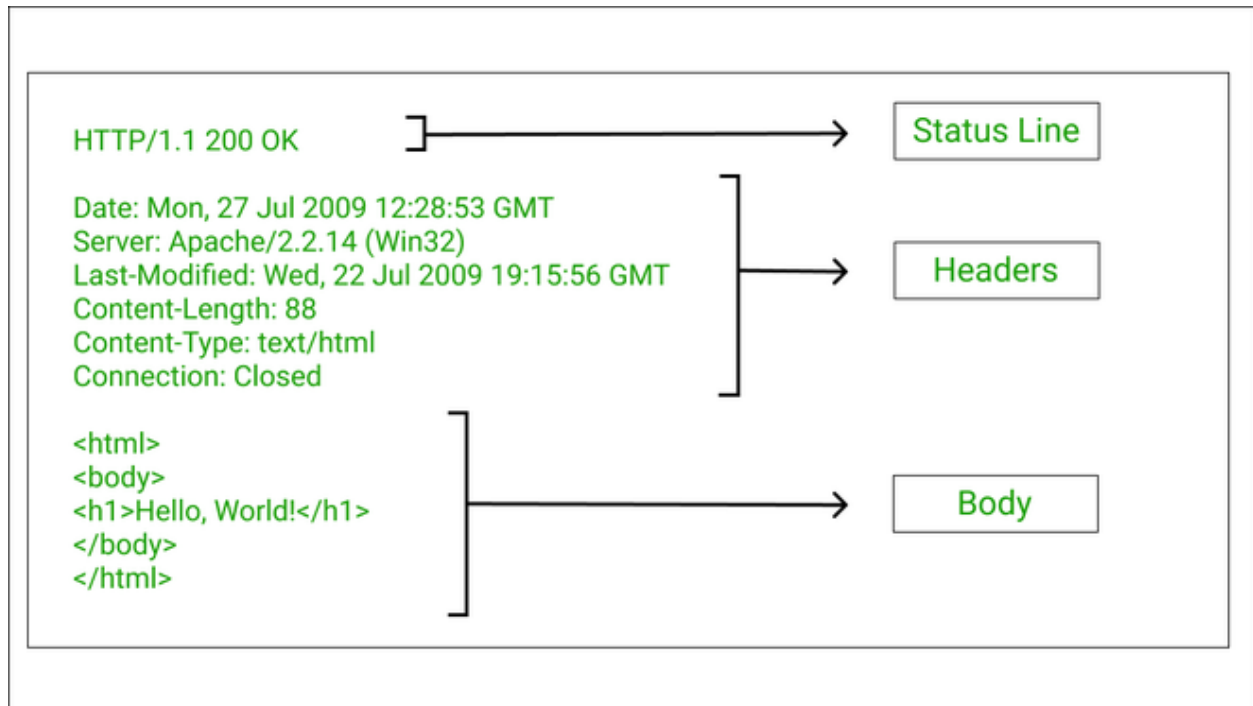 HTTP/1.1 200 OK
Status Line
Date: Mon, 27 Jul 2009 12:28:53 GMT
Server: Apache/2.2.14 (Win32)
Last-Modified: Wed, 22 Jul 2009 19:15:56 GMT
Content-Length: 88
Content-Type: text/html
Connection: Closed
Headers
<html>
<body>
<h1>Hello, World!</h1>
</body>
</html>
Body